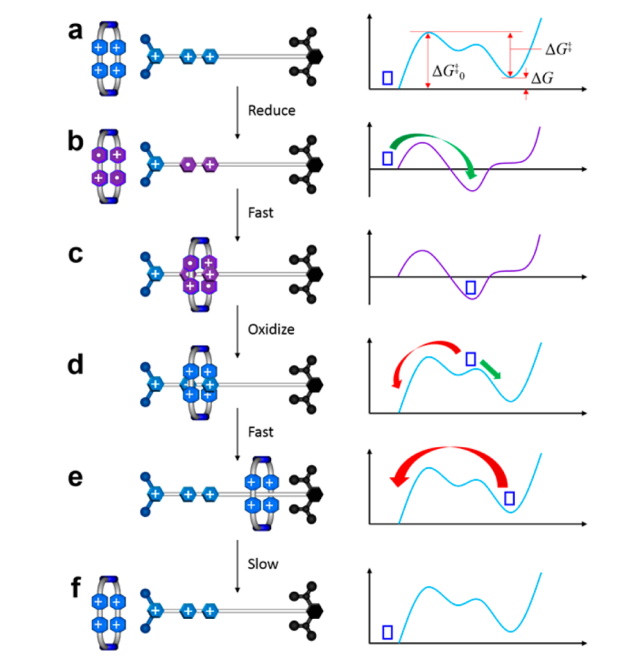 a
ΔG‡
ΔG‡0
ΔG
Reduce
b
Fast
c
Oxidize
d
Fast
e
Slow
f